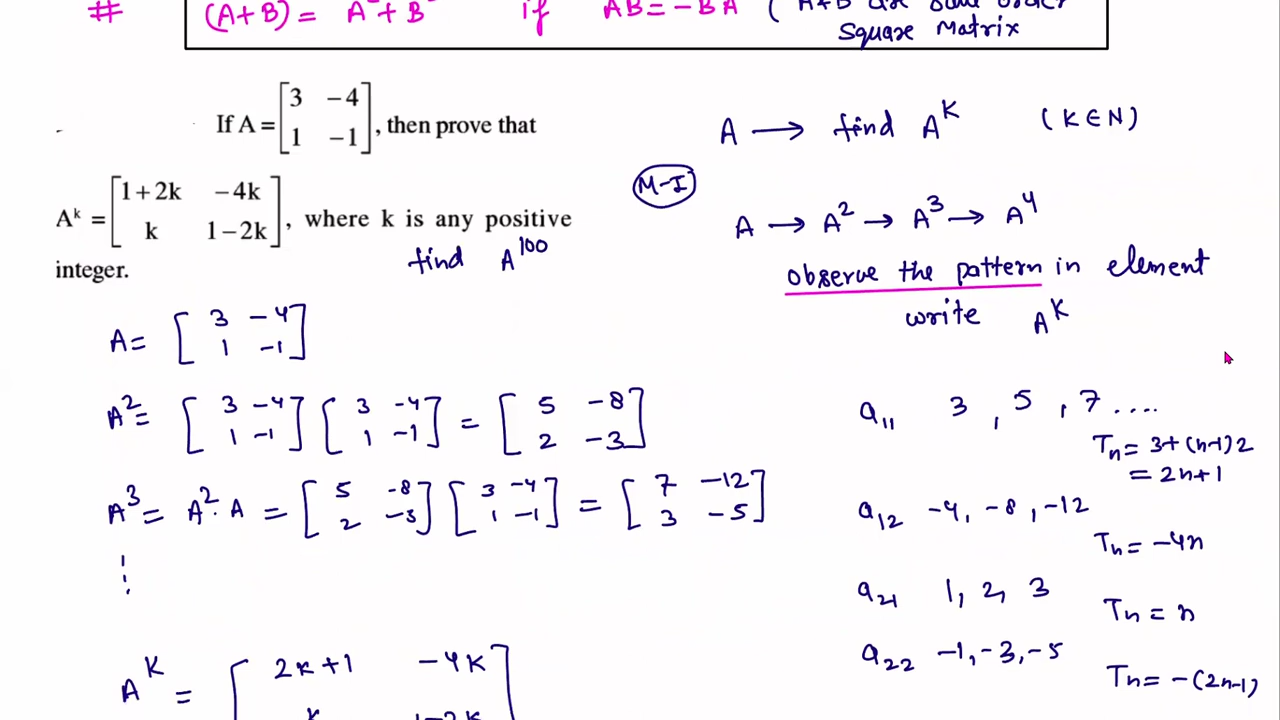 # (A+B) = A + B if AB = -BA (
Square Matrix
If A = [3 -4; 1 -1], then prove that
A^k = [1+2k -4k; k 1-2k], where k is any positive
integer.
find A^100
A → find A^K (K∈N)
M-I
A → A^2 → A^3 → A^4
observe the pattern in element
write A^K
A = [3 -4; 1 -1]
A^2 = [3 -4; 1 -1] [3 -4; 1 -1] = [5 -8; 2 -3]
A^3 = A^2. A = [5 -8; 2 -3] [3 -4; 1 -1] = [7 -12; 3 -5]
⋮
A^K = [2K+1 -4K; K 1-2K]
a11 3, 5, 7 ....
Tn = 3+(n-1)2
= 2n+1
a12 -4, -8, -12
Tn = -4n
a21 1, 2, 3
Tn = n
a22 -1, -3, -5
Tn = -(2n-1)